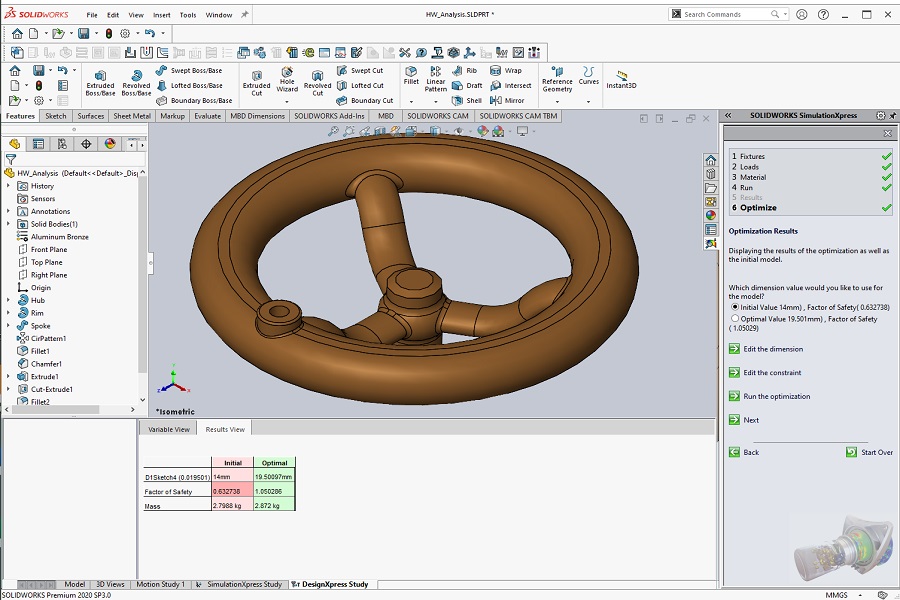 SOLIDWORKS File Edit View Insert Tools Window HW_Analysis.SLDPRT * Search Commands
Extruded Boss/Base
Revolved Boss/Base
Swept Boss/Base
Lofted Boss/Base
Boundary Boss/Base
Extruded Cut
Hole Wizard
Revolved Cut
Swept Cut
Lofted Cut
Boundary Cut
Fillet
Linear Pattern
Rib
Draft
Shell
Wrap
Intersect
Mirror
Reference Geometry
Curves
Instant3D
Features Sketch Surfaces Sheet Metal Markup Evaluate MBD Dimensions SOLIDWORKS Add-Ins MBD SOLIDWORKS CAM SOLIDWORKS CAM TBM
HW_Analysis (Default<<Default>_Disp
History
Sensors
Annotations
Solid Bodies(1)
Aluminum Bronze
Front Plane
Top Plane
Right Plane
Origin
Hub
Rim
Spoke
CirPattern1
Fillet1
Chamfer1
Extrude1
Cut-Extrude1
Fillet2
*Isometric
Variable View Results View
Initial Optimal
D1Sketch4 (0.019501) 14mm 19.50097mm
Factor of Safety 0.632738 1.050286
Mass 2.7988 kg 2.872 kg
SOLIDWORKS SimulationXpress
1 Fixtures
2 Loads
3 Material
4 Run
5 Results
6 Optimize
Optimization Results
Displaying the results of the optimization as well as
the initial model.
Which dimension value would you like to use for
the model?
Initial Value 14mm) , Factor of Safety( 0.632738)
Optimal Value 19.501mm) , Factor of Safety
( 1.05029)
Edit the dimension
Edit the constraint
Run the optimization
Next
Back Start Over
Model 3D Views Motion Study 1 SimulationXpress Study DesignXpress Study
SOLIDWORKS Premium 2020 SP3.0 MMGS